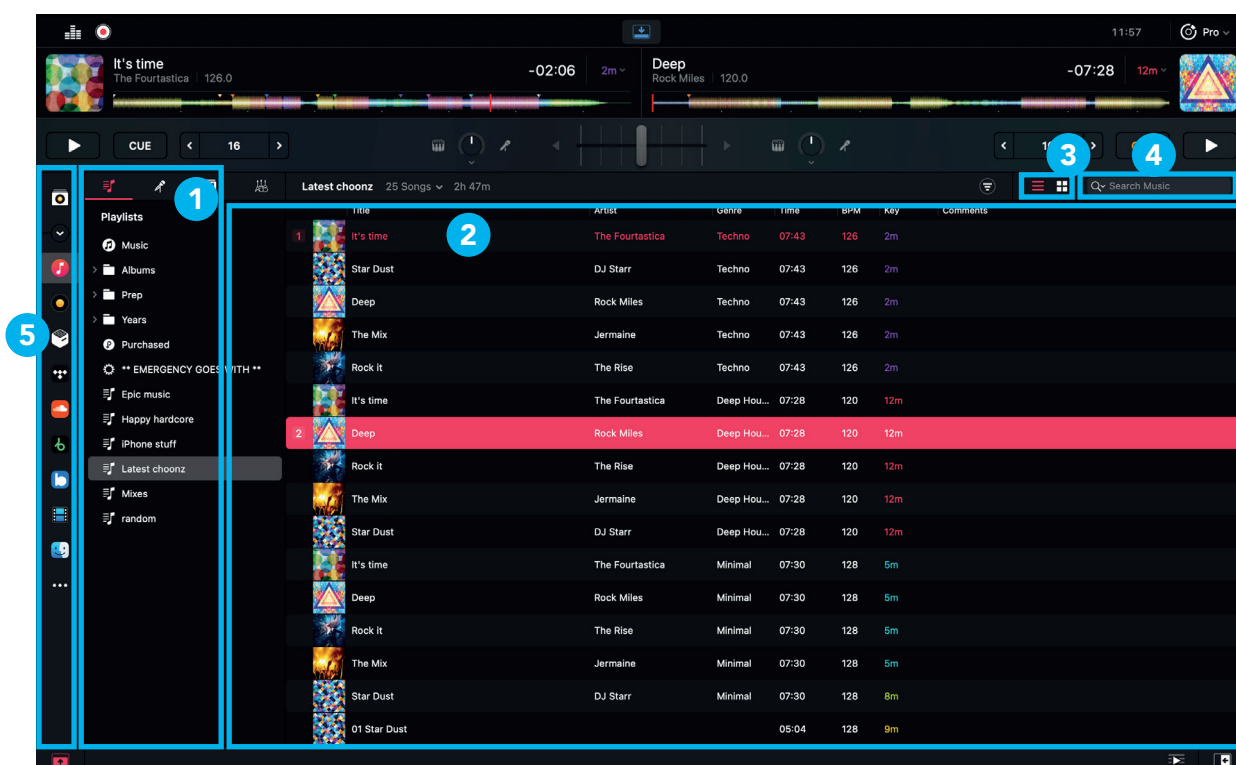 11:57 Pro
It's time
The Fourtastica 126.0
-02:06 2m
Deep
Rock Miles 120.0
-07:28 12m
CUE 16
1
2
3
4
5
Latest choonz 25 Songs 2h 47m
Search Music
Playlists
Music
Albums
Prep
Years
Purchased
** EMERGENCY GOES WITH **
Epic music
Happy hardcore
iPhone stuff
Latest choonz
Mixes
random
Title Artist Genre Time BPM Key Comments
1 It's time The Fourtastica Techno 07:43 126 2m
Star Dust DJ Starr Techno 07:43 126 2m
Deep Rock Miles Techno 07:43 126 2m
The Mix Jermaine Techno 07:43 126 2m
Rock it The Rise Techno 07:43 126 2m
It's time The Fourtastica Deep Hou... 07:28 120 12m
2 Deep Rock Miles Deep Hou... 07:28 120 12m
Rock it The Rise Deep Hou... 07:28 120 12m
The Mix Jermaine Deep Hou... 07:28 120 12m
Star Dust DJ Starr Deep Hou... 07:28 120 12m
It's time The Fourtastica Minimal 07:30 128 5m
Deep Rock Miles Minimal 07:30 128 5m
Rock it The Rise Minimal 07:30 128 5m
The Mix Jermaine Minimal 07:30 128 5m
Star Dust DJ Starr Minimal 07:30 128 8m
01 Star Dust 05:04 128 9m